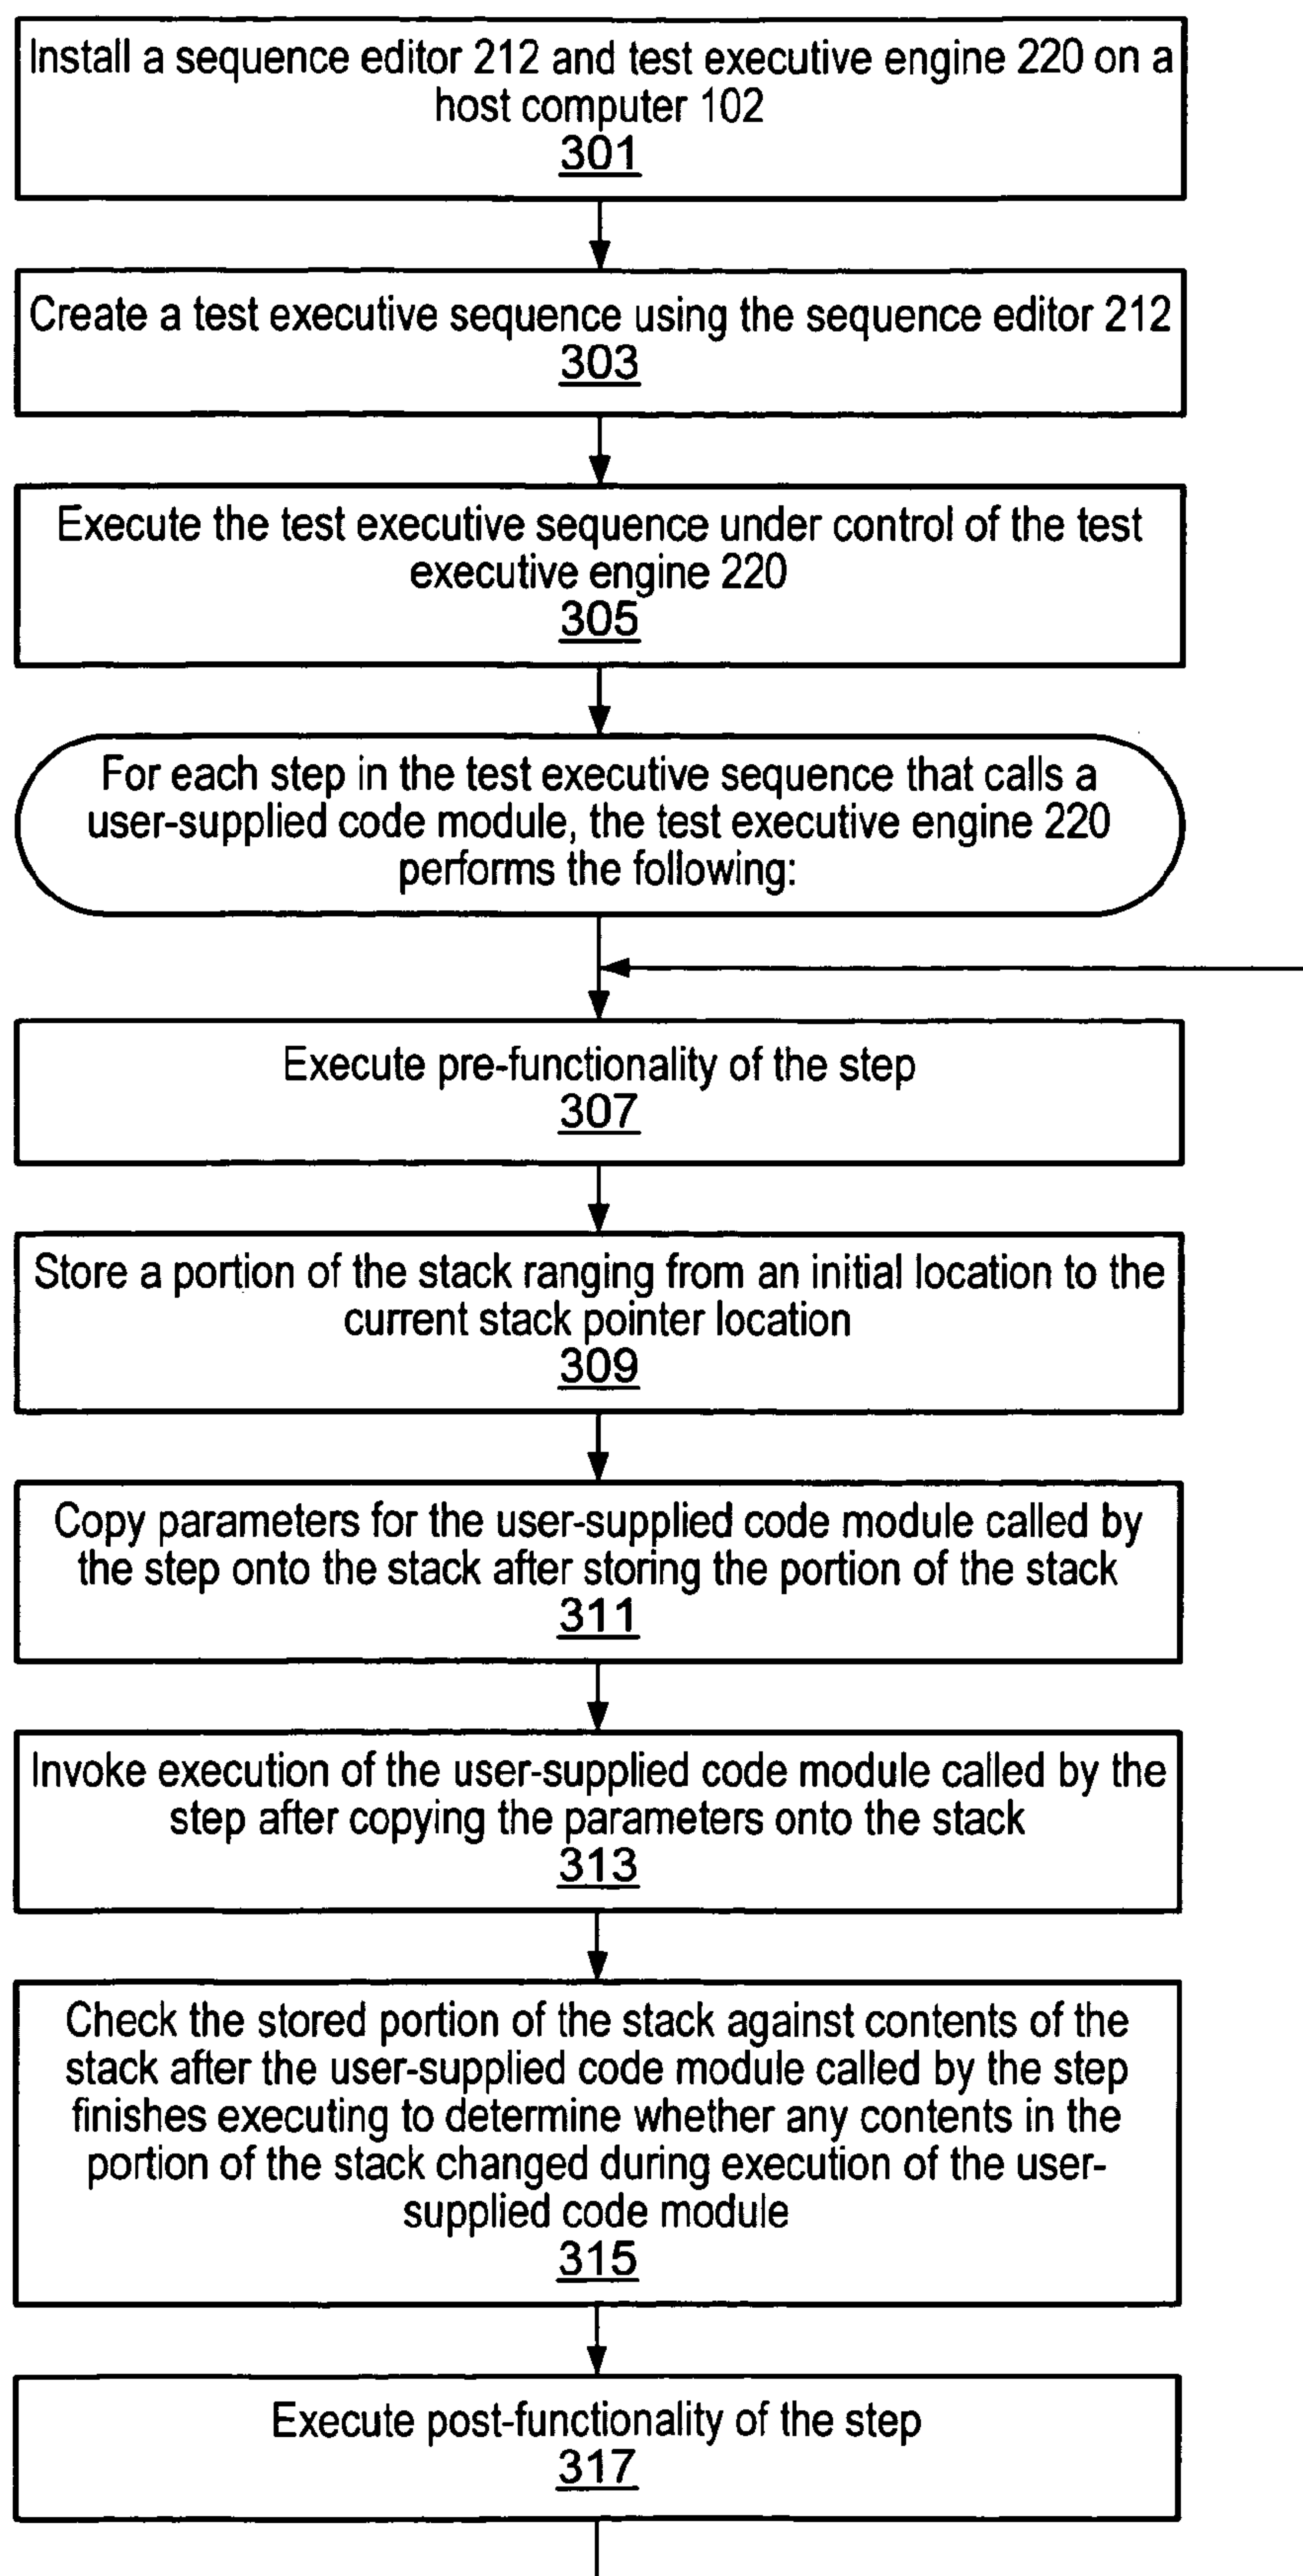 Install a sequence editor 212 and test executive engine 220 on a
host computer 102
301
Create a test executive sequence using the sequence editor 212
303
Execute the test executive sequence under control of the test
executive engine 220
305
For each step in the test executive sequence that calls a
user-supplied code module, the test executive engine 220
performs the following:
Execute pre-functionality of the step
307
Store a portion of the stack ranging from an initial location to the
current stack pointer location
309
Copy parameters for the user-supplied code module called by
the step onto the stack after storing the portion of the stack
311
Invoke execution of the user-supplied code module called by the
step after copying the parameters onto the stack
313
Check the stored portion of the stack against contents of the
stack after the user-supplied code module called by the step
finishes executing to determine whether any contents in the
portion of the stack changed during execution of the user-
supplied code module
315
Execute post-functionality of the step
317